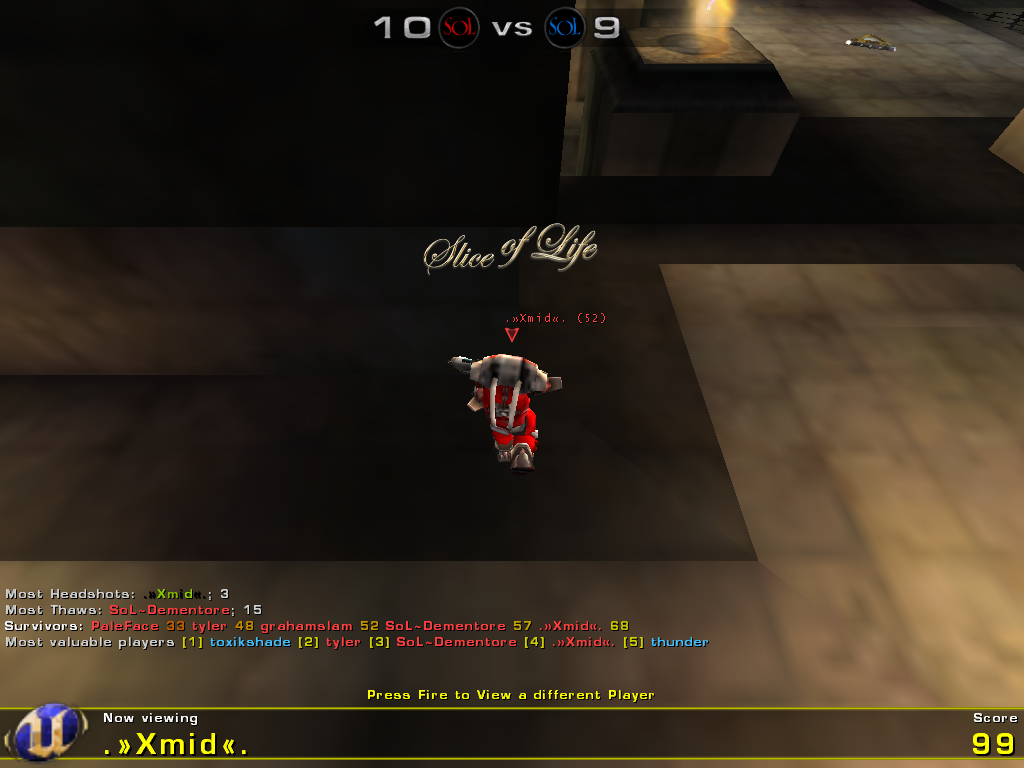 10 SOL vs SOL 9
Slice of Life
.»Xmid«. (52)
Most Headshots: .»Xmid«.; 3
Most Thaws: SoL~Dementore; 15
Survivors: PaleFace 33 tyler 48 grahamslam 52 SoL~Dementore 57 .»Xmid«. 68
Most valuable players [1] toxikshade [2] tyler [3] SoL~Dementore [4] .»Xmid«. [5] thunder
Press Fire to View a different Player
Now viewing
.»Xmid«.
Score
99